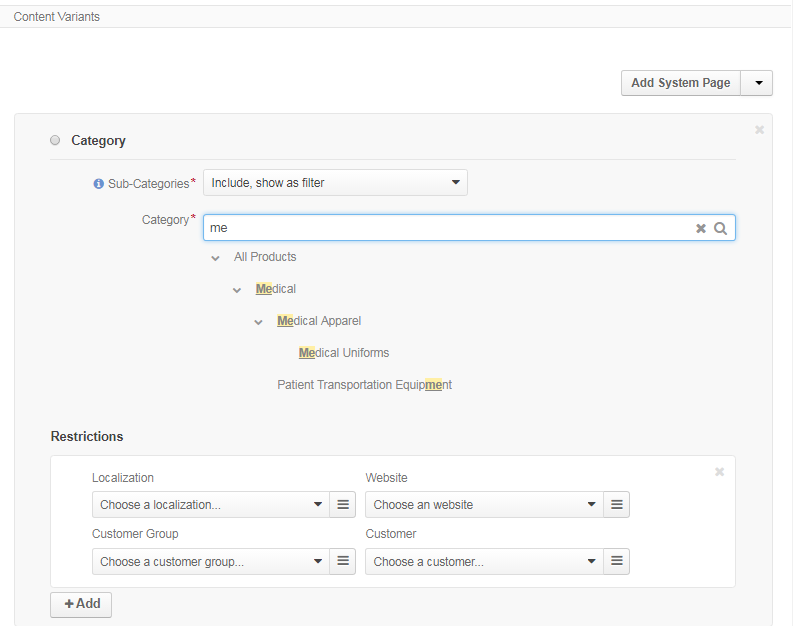 Content Variants
Add System Page
Category
Sub-Categories* Include, show as filter
Category* me
All Products
Medical
Medical Apparel
Medical Uniforms
Patient Transportation Equipment
Restrictions
Localization Website
Choose a localization... Choose an website
Customer Group Customer
Choose a customer group... Choose a customer...
+Add